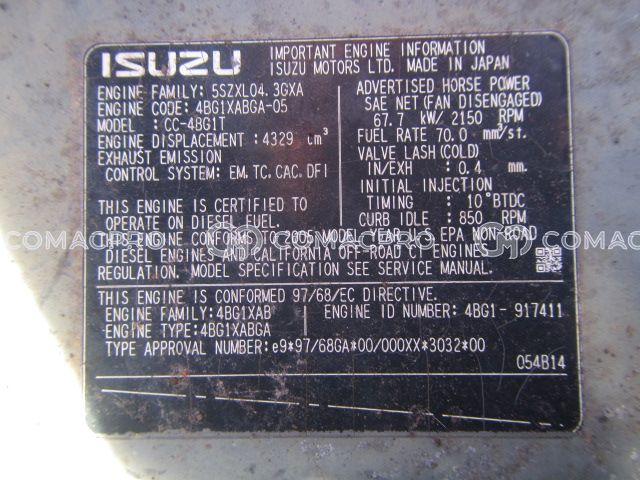 ISUZU
IMPORTANT ENGINE INFORMATION
ISUZU MOTORS LTD. MADE IN JAPAN
ENGINE FAMILY: 5SZXL04.3GXA
ENGINE CODE: 4BG1XABGA-05
MODEL : CC-4BG1T
ENGINE DISPLACEMENT:4329 cm³
EXHAUST EMISSION
CONTROL SYSTEM: EM, TC, CAC, DFI
ADVERTISED HORSE POWER
SAE NET(FAN DISENGAGED)
67.7 kW/ 2150 RPM
FUEL RATE 70.0 mm³/st.
VALVE LASH(COLD)
IN/EXH : 0.4 mm.
INITIAL INJECTION
TIMING : 10°BTDC
CURB IDLE: 850 RPM
THIS ENGINE IS CERTIFIED TO
OPERATE ON DIESEL FUEL.
THIS ENGINE CONFORMS TO 2005 MODEL YEAR U.S. EPA NON-ROAD
DIESEL ENGINES AND CALIFORNIA OFF-ROAD CI ENGINES
REGULATION. MODEL SPECIFICATION SEE SERVICE MANUAL.
THIS ENGINE IS CONFORMED 97/68/EC DIRECTIVE.
ENGINE FAMILY:4BG1XAB
ENGINE ID NUMBER: 4BG1- 917411
ENGINE TYPE:4BG1XABGA
TYPE APPROVAL NUMBER:e9*97/68GA*00/000XX*3032*00
054B14